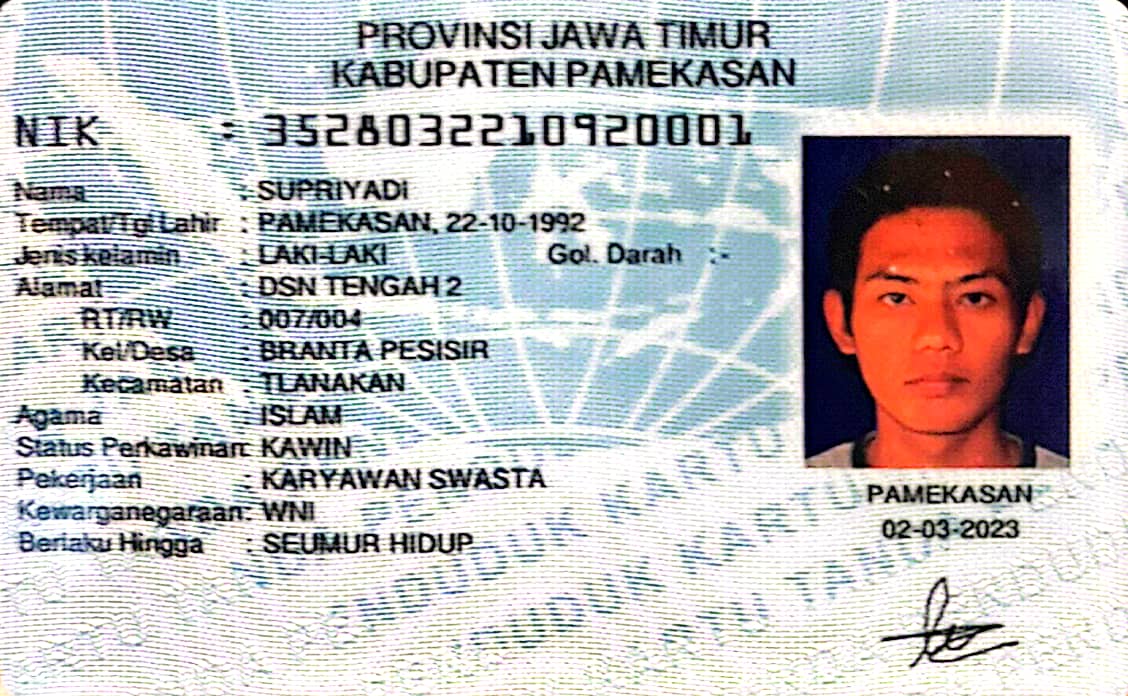 PROVINSI JAWA TIMUR
KABUPATEN PAMEKASAN
NIK : 3528032210920001
Nama : SUPRIYADI
Tempat/Tgl Lahir : PAMEKASAN, 22-10-1992
Jenis kelamin : LAKI-LAKI Gol. Darah :-
Alamat : DSN TENGAH 2
RT/RW : 007/004
Kel/Desa : BRANTA PESISIR
Kecamatan : TLANAKAN
Agama : ISLAM
Status Perkawinan: KAWIN
Pekerjaan : KARYAWAN SWASTA
Kewarganegaraan: WNI
Berlaku Hingga : SEUMUR HIDUP
PAMEKASAN
02-03-2023